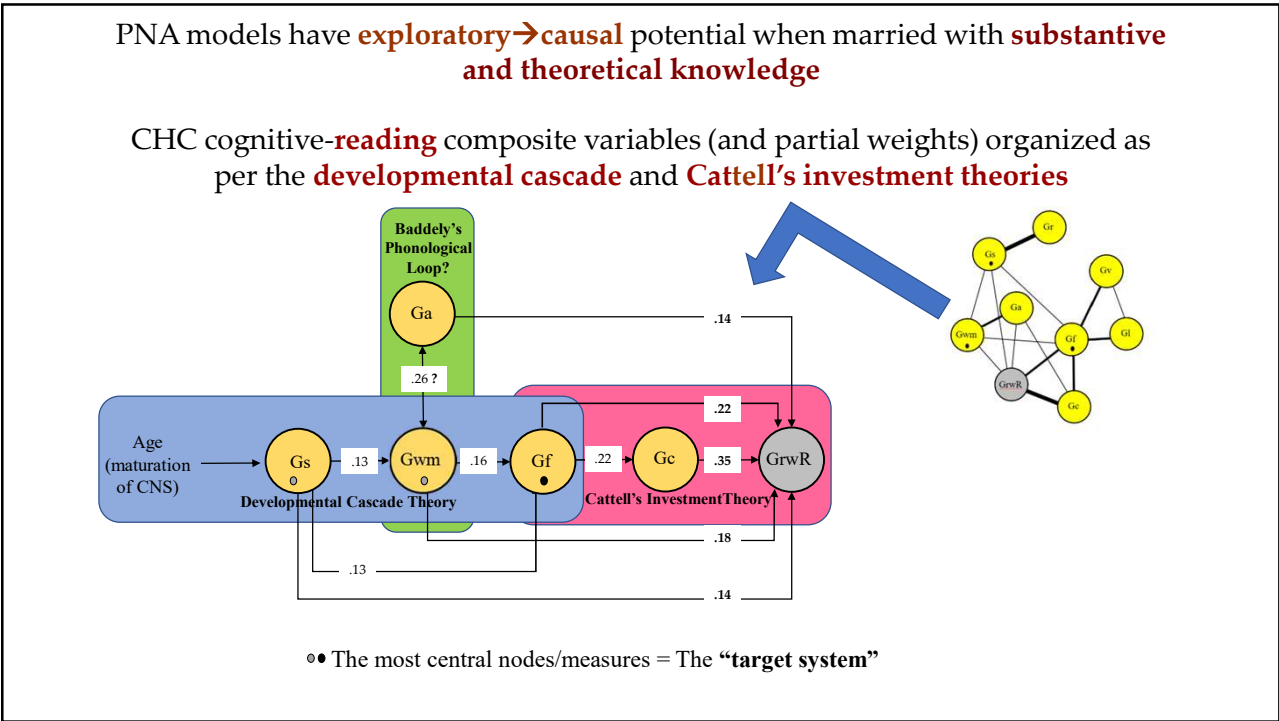 PNA models have exploratory→causal potential when married with substantive
and theoretical knowledge
CHC cognitive-reading composite variables (and partial weights) organized as
per the developmental cascade and Cattell's investment theories
Baddely's
Phonological
Loop?
Ga
.14
.26 ?
.22
Age
(maturation
of CNS)
Gs
.13
Gwm
.16
Gf
.22
Gc
.35
GrwR
Developmental Cascade Theory
Cattell's InvestmentTheory
.18
.13
.14
Gr
Gs
Gv
Ga
Gwm
Gf
Gl
GrwR
Gc
The most central nodes/measures = The “target system”